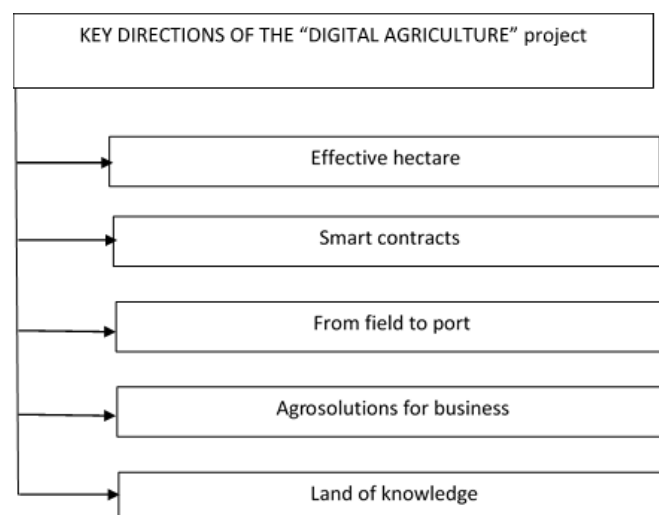 KEY DIRECTIONS OF THE “DIGITAL AGRICULTURE” project
Effective hectare
Smart contracts
From field to port
Agrosolutions for business
Land of knowledge